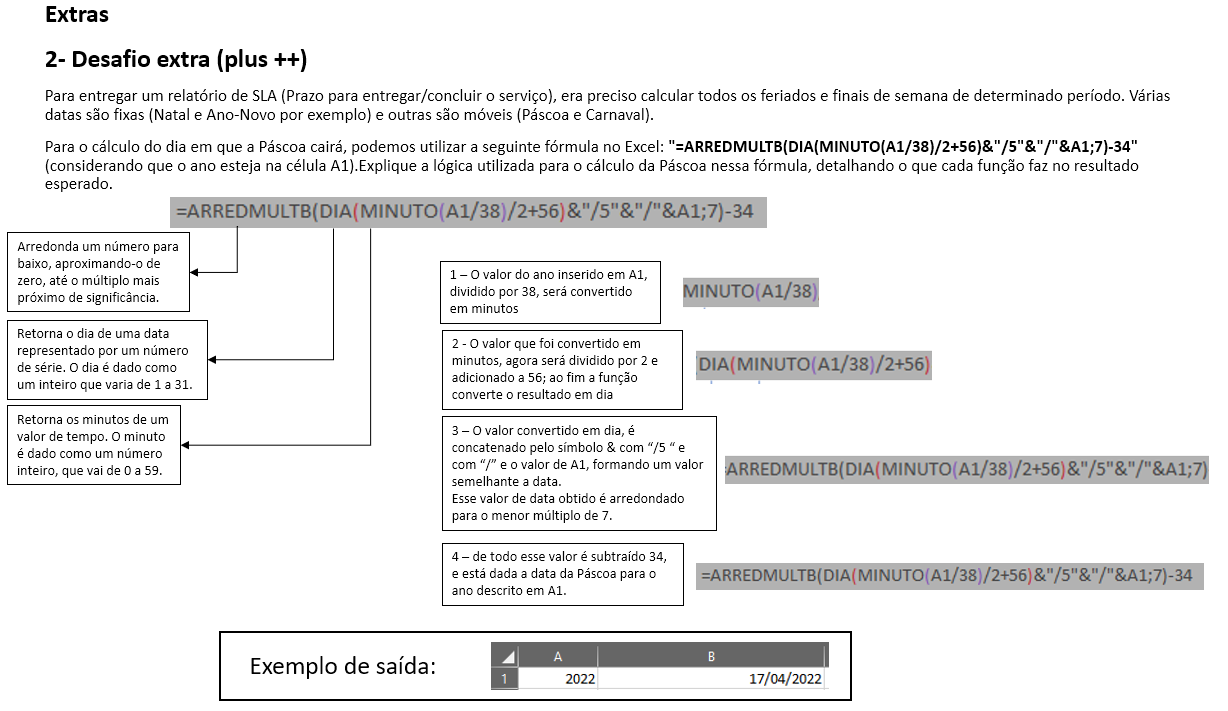 Extras
2- Desafio extra (plus ++)
Para entregar um relatório de SLA (Prazo para entregar/concluir o serviço), era preciso calcular todos os feriados e finais de semana de determinado período. Várias
datas são fixas (Natal e Ano-Novo por exemplo) e outras são móveis (Páscoa e Carnaval).
Para o cálculo do dia em que a Páscoa cairá, podemos utilizar a seguinte fórmula no Excel: "=ARREDMULTB(DIA(MINUTO(A1/38)/2+56)&"/5"&"/"&A1;7)-34"
(considerando que o ano esteja na célula A1).Explique a lógica utilizada para o cálculo da Páscoa nessa fórmula, detalhando o que cada função faz no resultado
esperado.
=ARREDMULTB(DIA(MINUTO(A1/38)/2+56)&"/5"&"/"&A1;7)-34
Arredonda um número para
baixo, aproximando-o de
zero, até o múltiplo mais
próximo de significância.
Retorna o dia de uma data
representado por um número
de série. O dia é dado como
um inteiro que varia de 1 a 31.
Retorna os minutos de um
valor de tempo. O minuto
é dado como um número
inteiro, que vai de 0 a 59.
1 – O valor do ano inserido em A1,
dividido por 38, será convertido
em minutos
MINUTO(A1/38)
2 - O valor que foi convertido em
minutos, agora será dividido por 2 e
adicionado a 56; ao fim a função
converte o resultado em dia
DIA(MINUTO(A1/38)/2+56)
3 – O valor convertido em dia, é
concatenado pelo símbolo & com “/5 “ e
com “/” e o valor de A1, formando um valor
semelhante a data.
Esse valor de data obtido é arredondado
para o menor múltiplo de 7.
=ARREDMULTB(DIA(MINUTO(A1/38)/2+56)&"/5"&"/"&A1;7)
4 – de todo esse valor é subtraído 34,
e está dada a data da Páscoa para o
ano descrito em A1.
=ARREDMULTB(DIA(MINUTO(A1/38)/2+56)&"/5"&"/"&A1;7)-34
Exemplo de saída:
A B
1 2022 17/04/2022